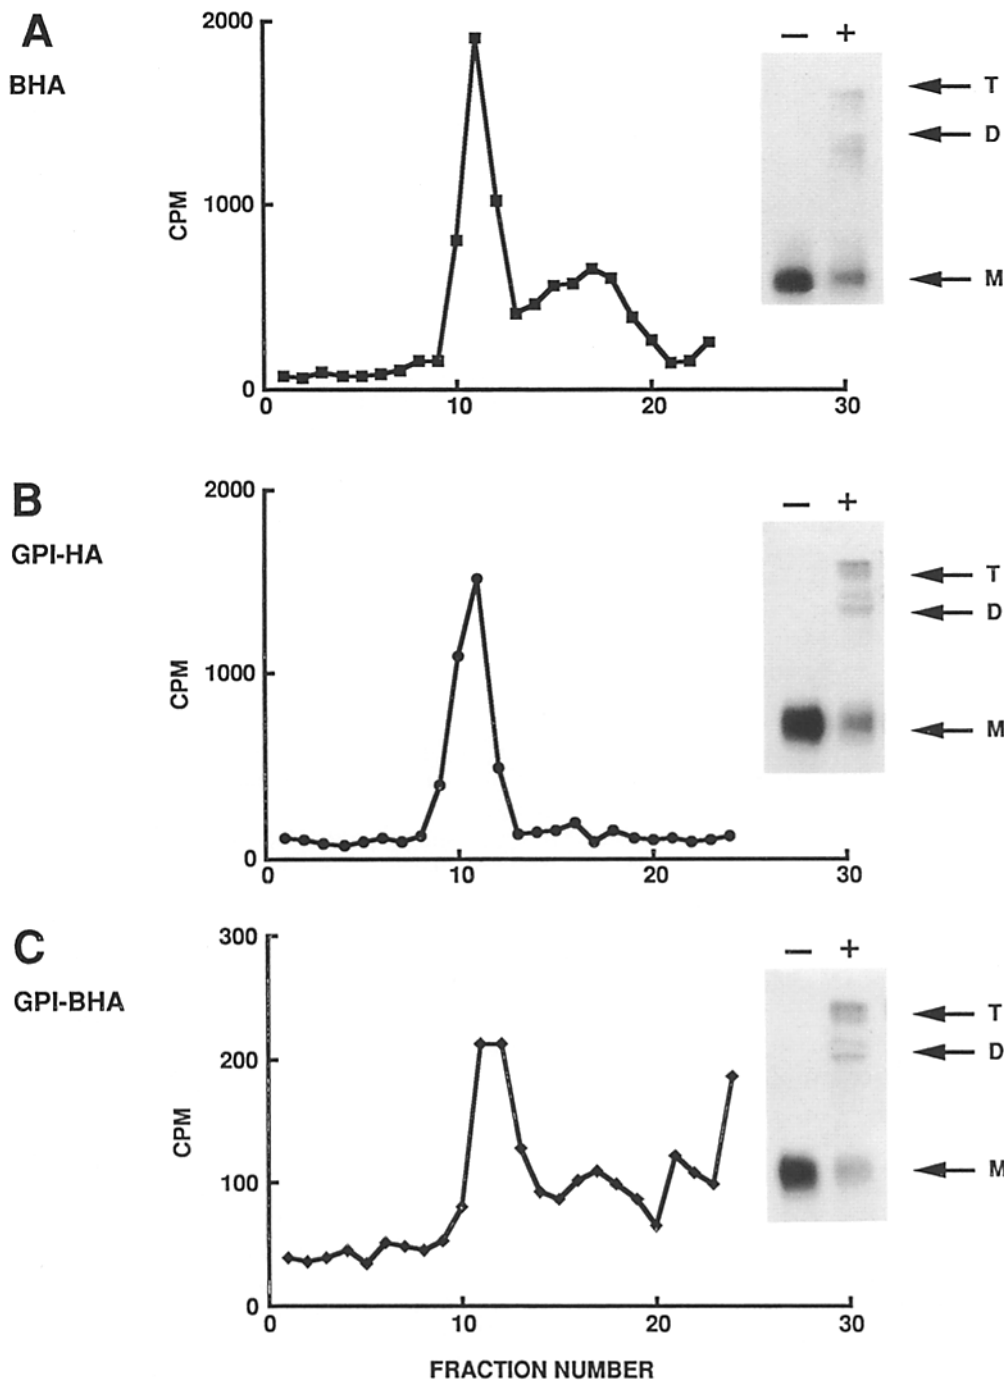 A
BHA
2000
1000
0
CPM
0 10 20 30
− +
T
D
M
B
GPI-HA
2000
1000
0
CPM
0 10 20 30
− +
T
D
M
C
GPI-BHA
300
200
100
0
CPM
0 10 20 30
− +
T
D
M
FRACTION NUMBER